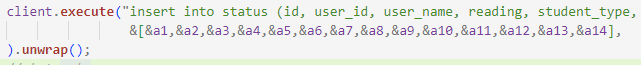 client.execute("insert into status (id, user_id, user_name, reading, student_type,
&[&a1,&a2,&a3,&a4,&a5,&a6,&a7,&a8,&a9,&a10,&a11,&a12,&a13,&a14],
).unwrap();